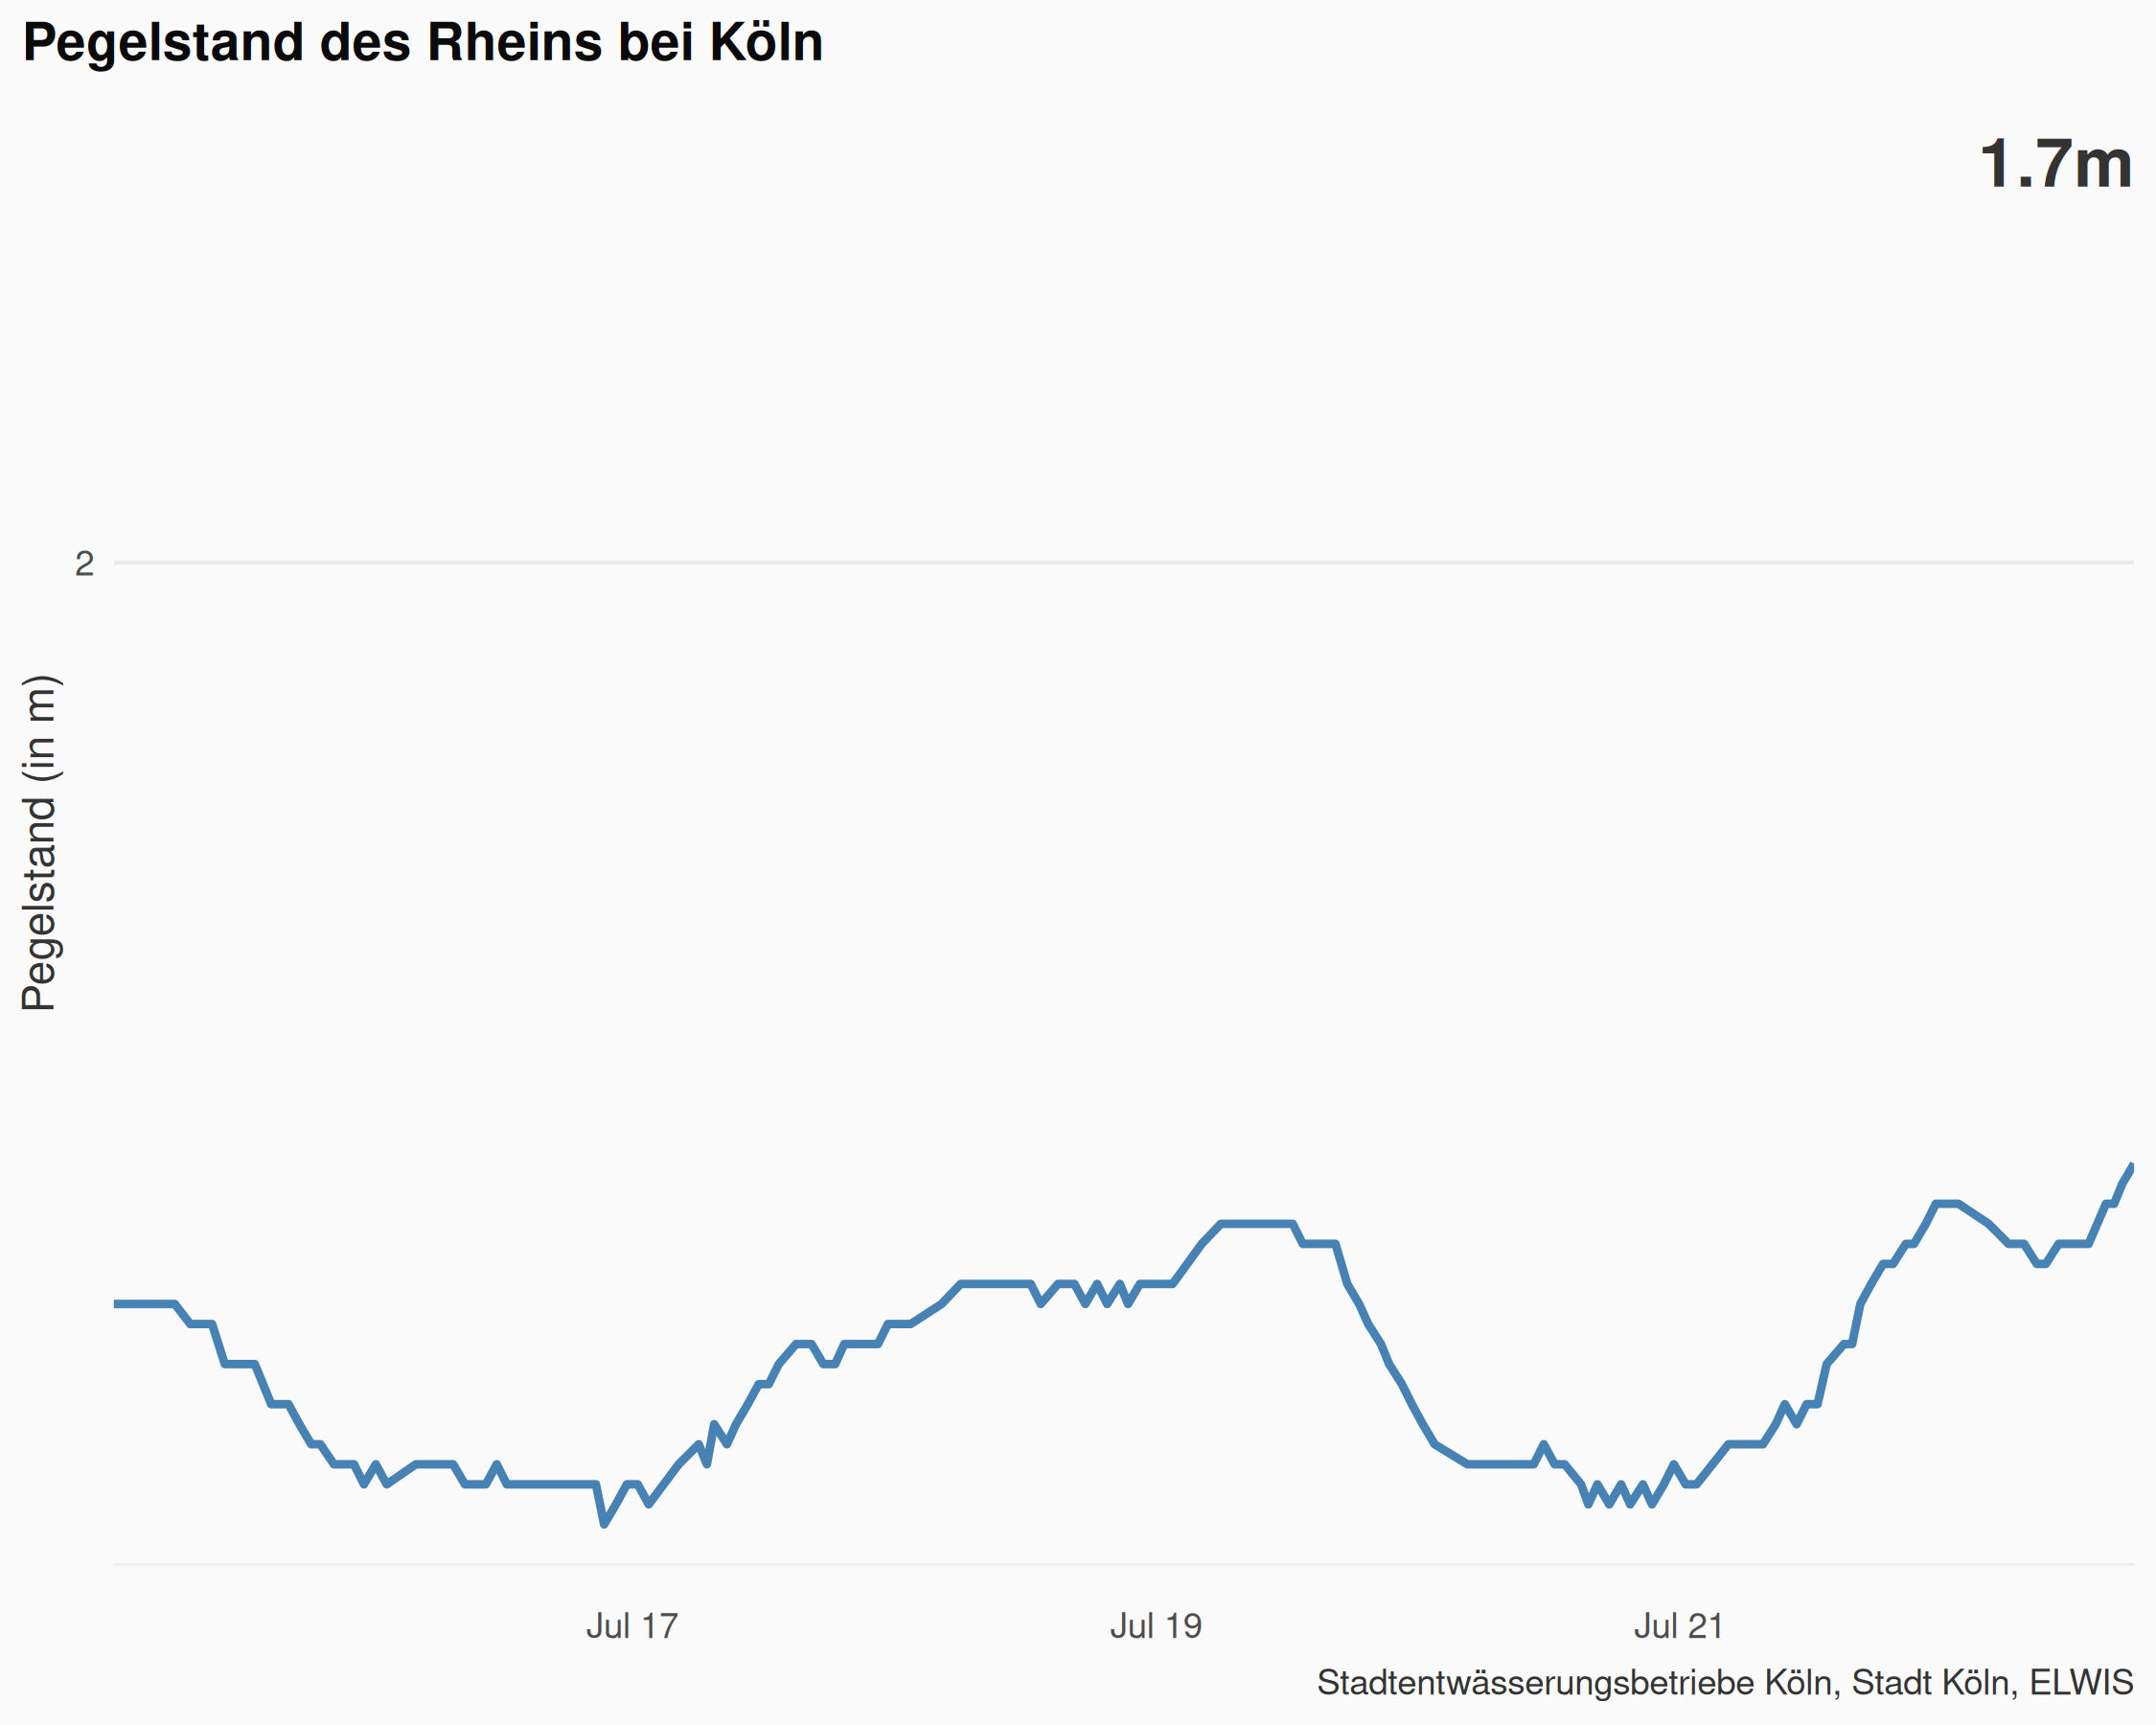 Pegelstand des Rheins bei Köln
1.7m
2
Pegelstand (in m)
Jul 17
Jul 19
Jul 21
Stadtentwässerungsbetriebe Köln, Stadt Köln, ELWIS